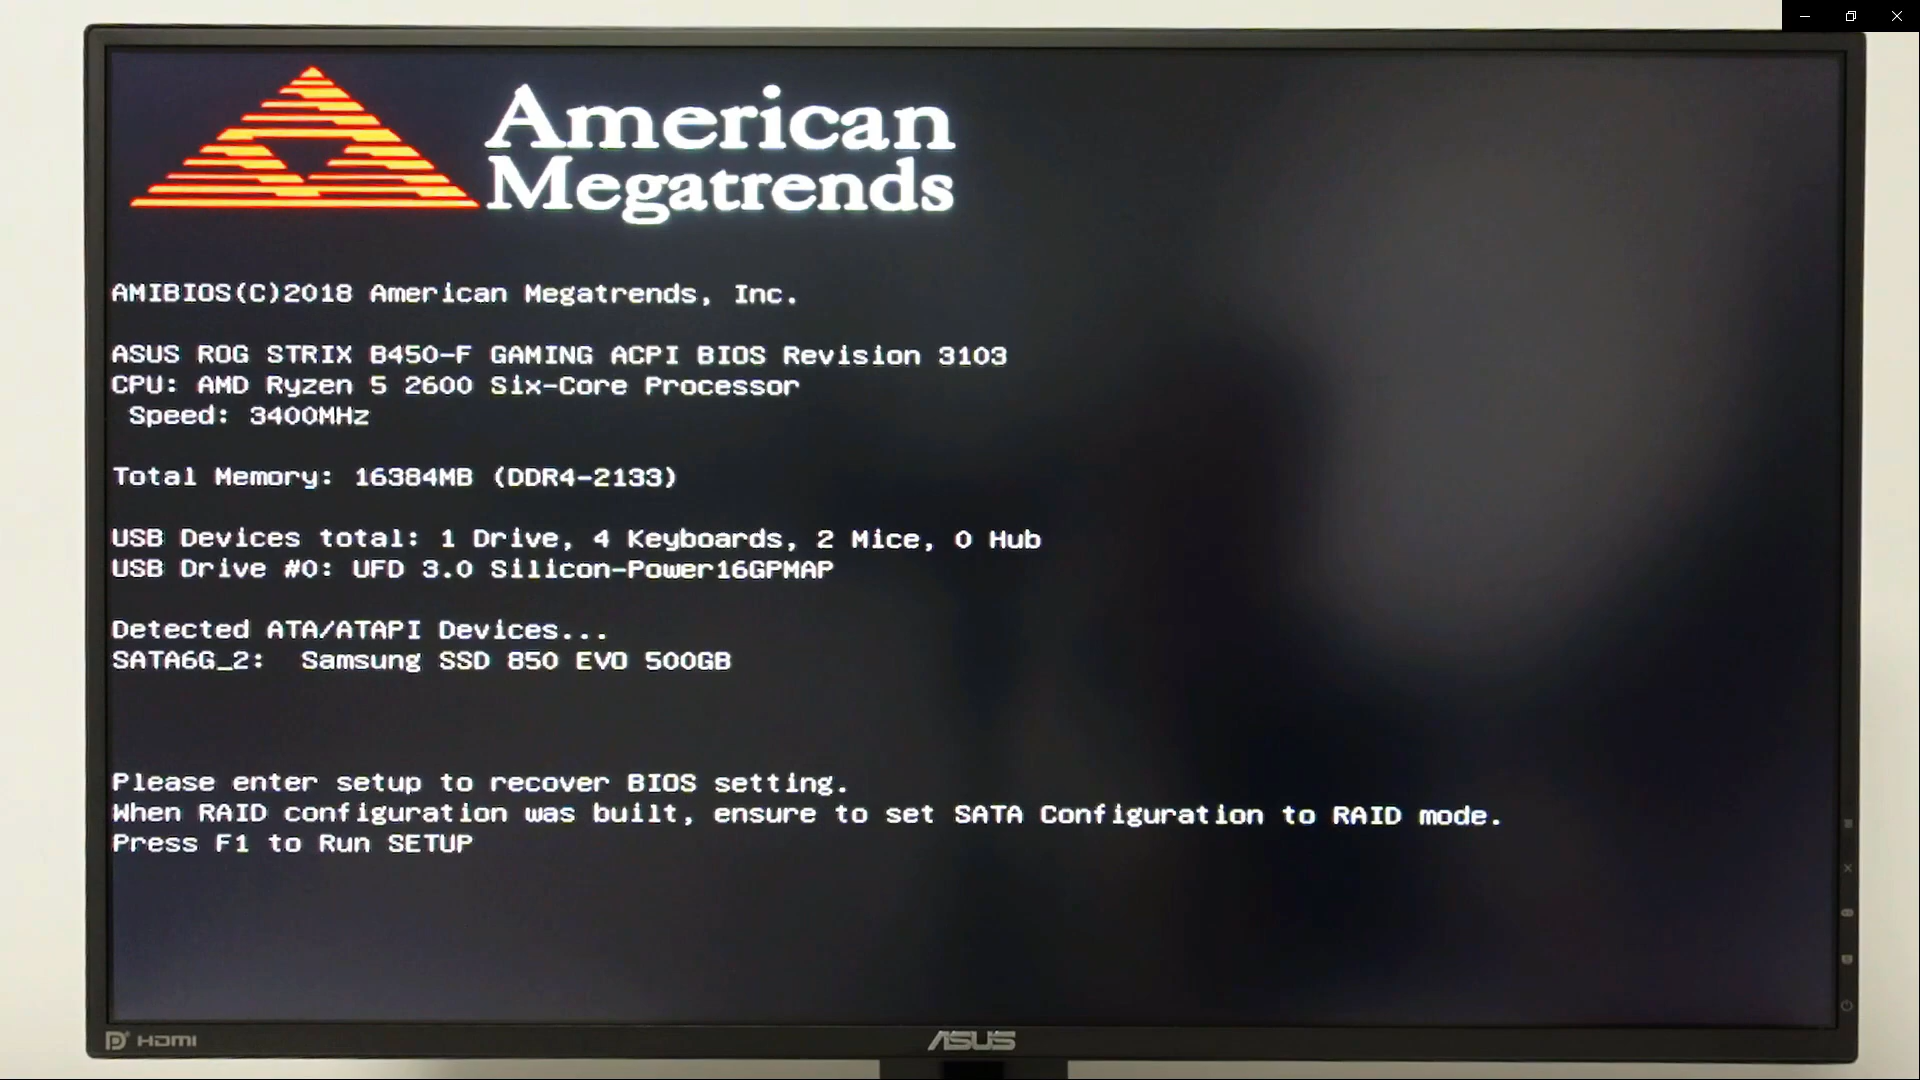 American
Megatrends
AMIBIOS(C)2018 American Megatrends, Inc.
ASUS ROG STRIX B450-F GAMING ACPI BIOS Revision 3103
CPU: AMD Ryzen 5 2600 Six-Core Processor
Speed: 3400MHz
Total Memory: 16384MB (DDR4-2133)
USB Devices total: 1 Drive, 4 Keyboards, 2 Mice, 0 Hub
USB Drive #0: UFD 3.0 Silicon-Power16GPMAP
Detected ATA/ATAPI Devices...
SATA6G_2: Samsung SSD 850 EVO 500GB
Please enter setup to recover BIOS setting.
When RAID configuration was built, ensure to set SATA Configuration to RAID mode.
Press F1 to Run SETUP
HDMI
ASUS